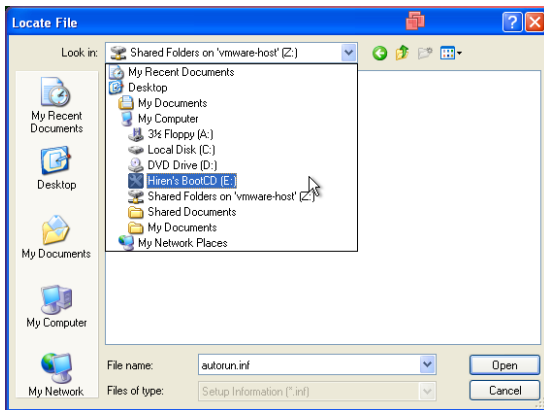 Locate File
Look in: Shared Folders on 'vmware-host' (Z:)
My Recent Documents
Desktop
My Documents
My Computer
3½ Floppy (A:)
Local Disk (C:)
DVD Drive (D:)
Hiren's BootCD (E:)
Shared Folders on 'vmware-host' (Z:)
Shared Documents
My Documents
My Network Places
My Recent
Documents
Desktop
My Documents
My Computer
My Network
File name: autorun.inf Open
Files of type: Setup Information (*.inf) Cancel